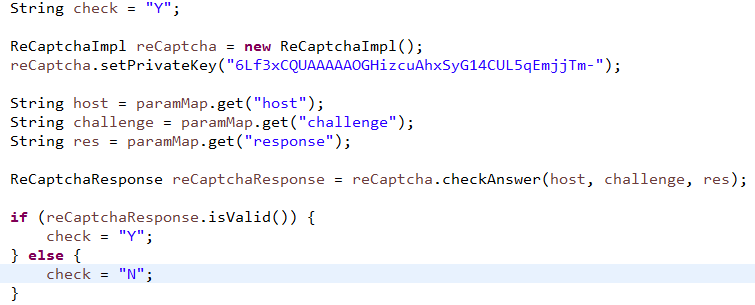 String check = "Y";
ReCaptchaImpl reCaptcha = new ReCaptchaImpl();
reCaptcha.setPrivateKey("6Lf3xCQUAAAAAOGHizcuAhxSyG14CUL5qEmjjTm-");
String host = paramMap.get("host");
String challenge = paramMap.get("challenge");
String res = paramMap.get("response");
ReCaptchaResponse reCaptchaResponse = reCaptcha.checkAnswer(host, challenge, res);
if (reCaptchaResponse.isValid()) {
    check = "Y";
} else {
    check = "N";
}